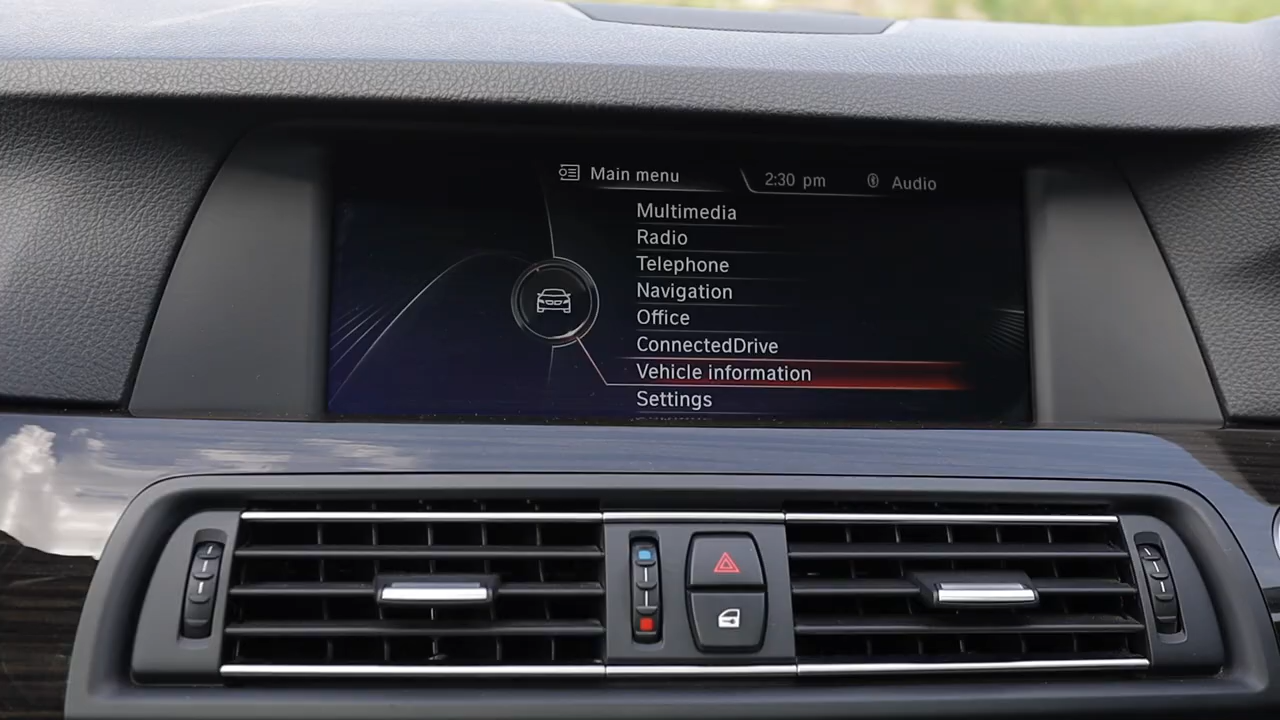 Main menu
2:30 pm
Audio
Multimedia
Radio
Telephone
Navigation
Office
ConnectedDrive
Vehicle information
Settings